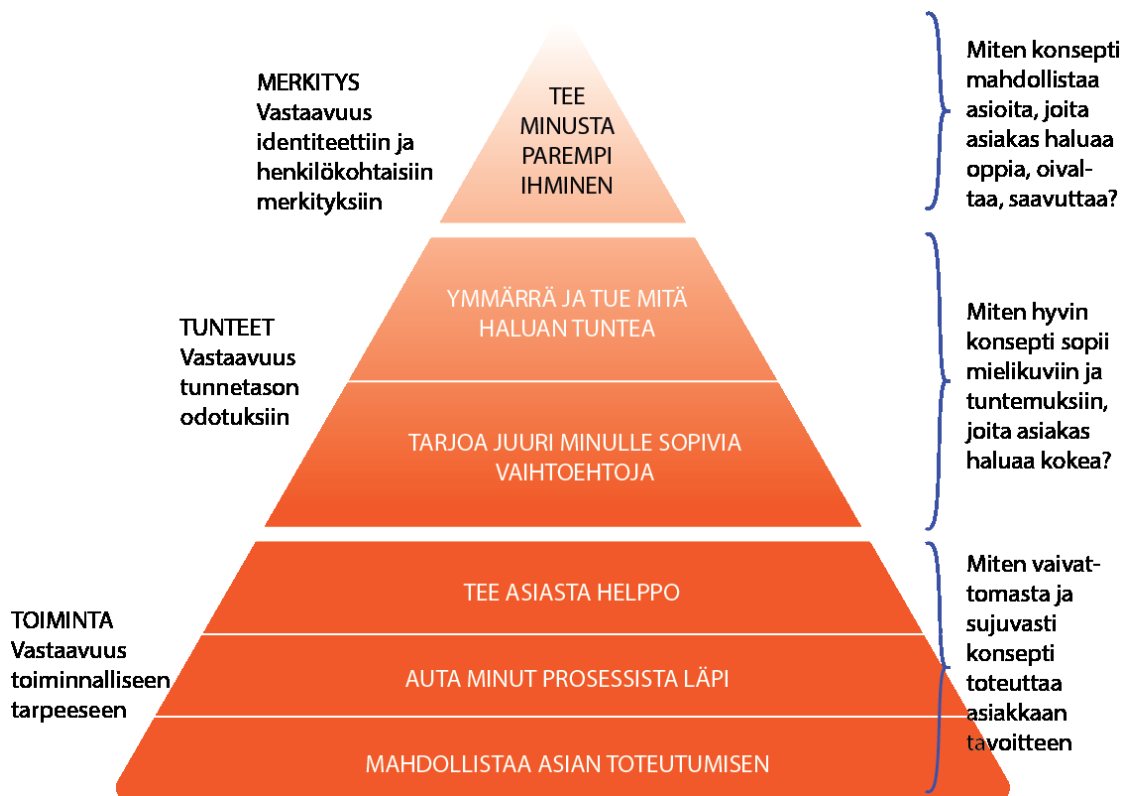 MERKITYS
Vastaavuus
identiteettiin ja
henkilökohtaisiin
merkityksiin
TEE
MINUSTA
PAREMPI
IHMINEN
Miten konsepti
mahdollistaa
asioita, joita
asiakas haluaa
oppia, oival-
taa, saavuttaa?
TUNTEET
Vastaavuus
tunnetason
odotuksiin
YMMÄRRÄ JA TUE MITÄ
HALUAN TUNTEA
TARJOA JUURI MINULLE SOPIVIA
VAIHTOEHTOJA
Miten hyvin
konsepti sopii
mielikuviin ja
tuntemuksiin,
joita asiakas
haluaa kokea?
TOIMINTA
Vastaavuus
toiminnalliseen
tarpeeseen
TEE ASIASTA HELPPO
AUTA MINUT PROSESSISTA LÄPI
MAHDOLLISTAA ASIAN TOTEUTUMISEN
Miten vaivat-
tomasta ja
sujuvasti
konsepti
toteuttaa
asiakkaan
tavoitteen